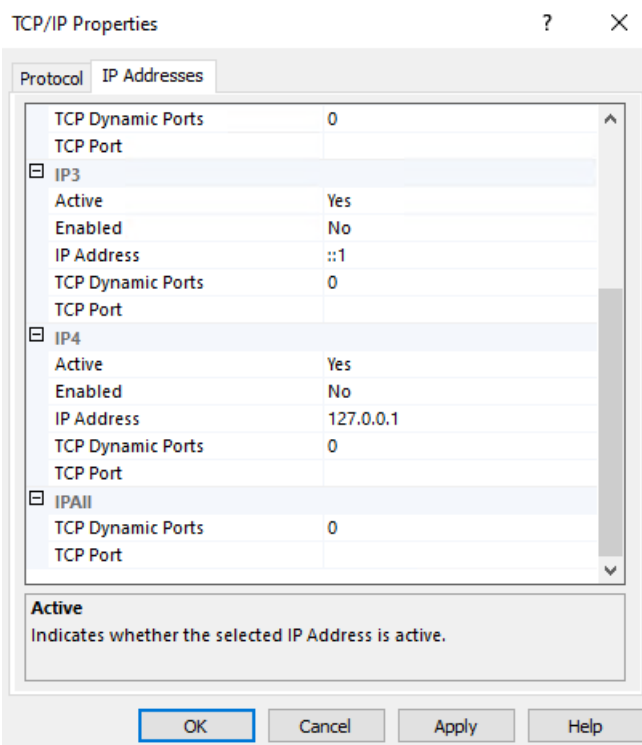 TCP/IP Properties ?
Protocol IP Addresses
TCP Dynamic Ports 0
TCP Port
IP3
Active Yes
Enabled No
IP Address ::1
TCP Dynamic Ports 0
TCP Port
IP4
Active Yes
Enabled No
IP Address 127.0.0.1
TCP Dynamic Ports 0
TCP Port
IPAll
TCP Dynamic Ports 0
TCP Port
Active
Indicates whether the selected IP Address is active.
OK Cancel Apply Help